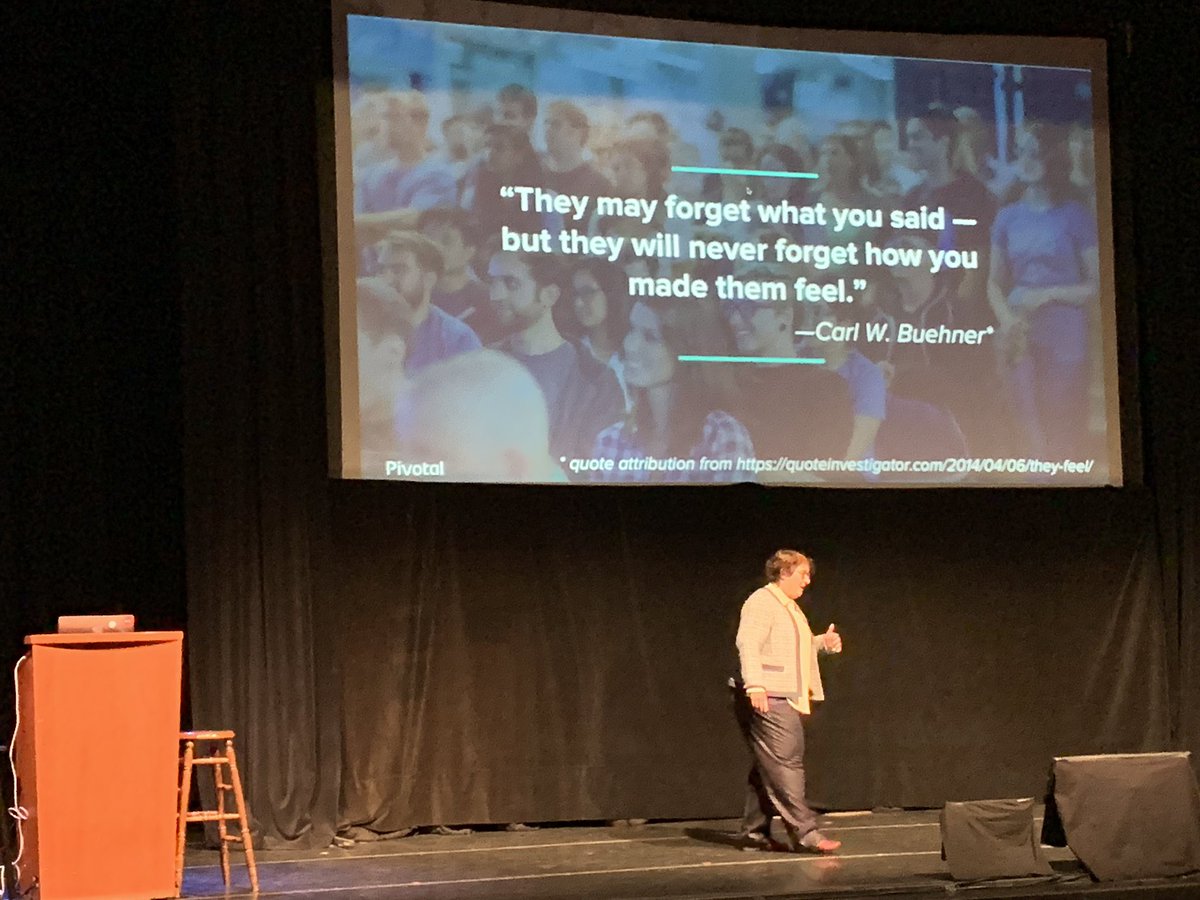 “They may forget what you said —
but they will never forget how you
made them feel.”
—Carl W. Buehner*
Pivotal
* quote attribution from https://quoteinvestigator.com/2014/04/06/they-feel/